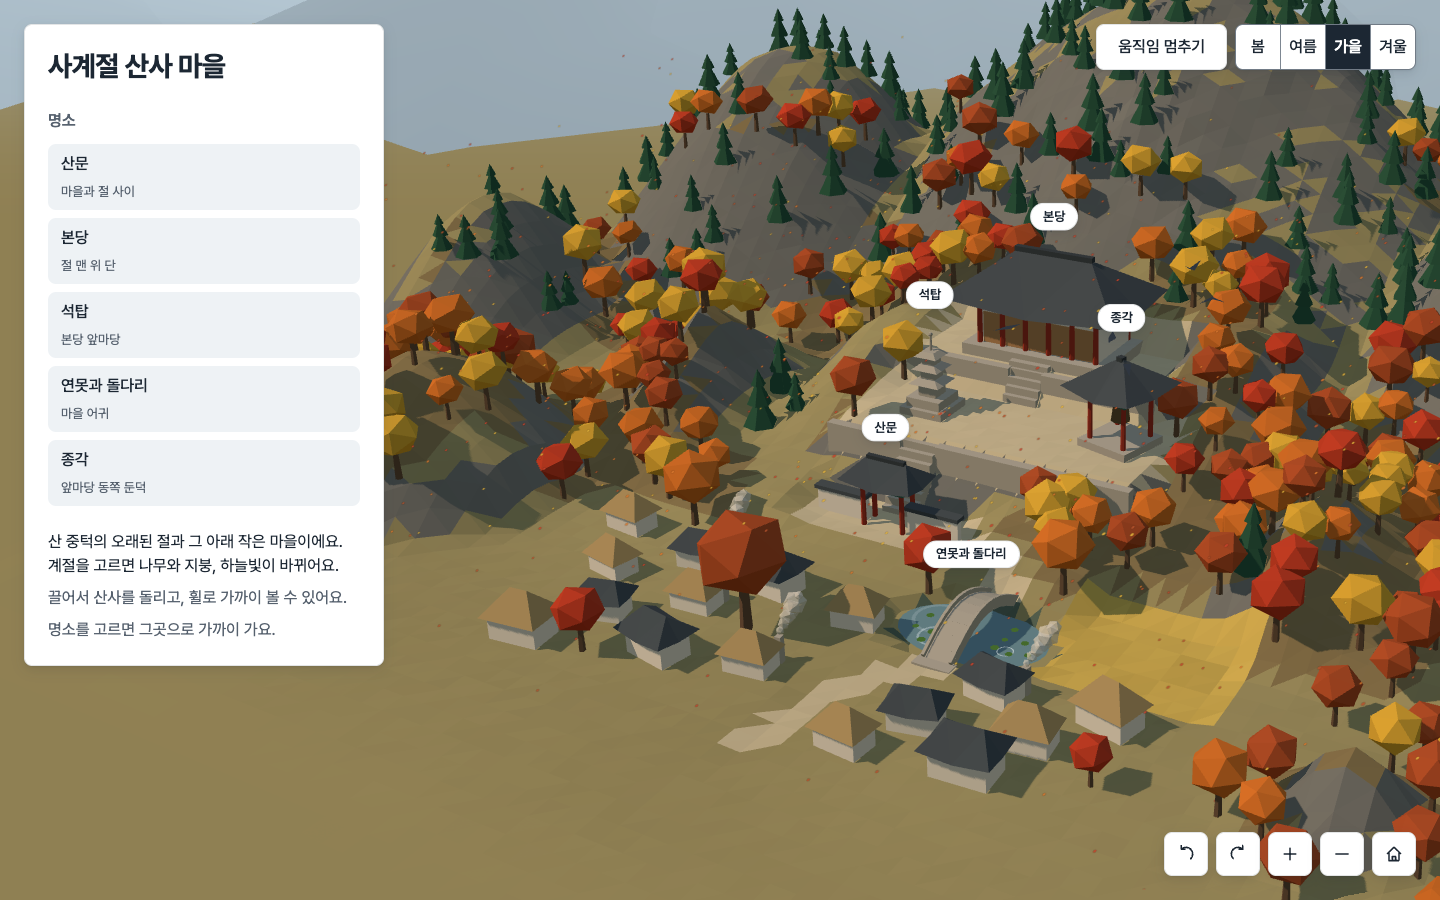 사계절 산사 마을
명소
산문
마을과 절 사이
본당
절 맨 위 단
석탑
본당 앞마당
연못과 돌다리
마을 어귀
종각
앞마당 동쪽 둔덕
산 중턱의 오래된 절과 그 아래 작은 마을이에요.
계절을 고르면 나무와 지붕, 하늘빛이 바뀌어요.
끌어서 산사를 돌리고, 휠로 가까이 볼 수 있어요.
명소를 고르면 그곳으로 가까이 가요.
움직임 멈추기
봄 여름 가을 겨울
본당
석탑
종각
산문
연못과 돌다리